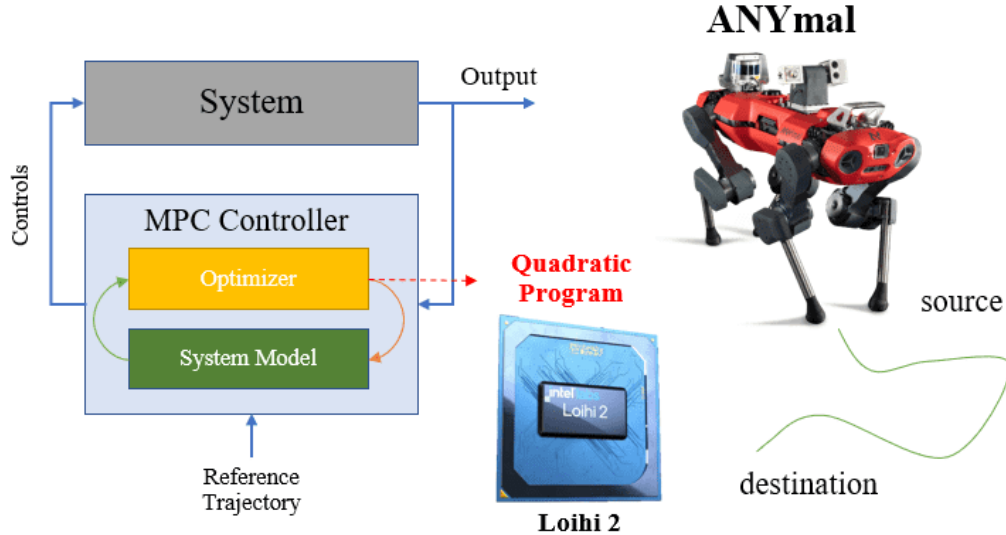 ANYmal
System
Output
Controls
MPC Controller
Optimizer
System Model
Quadratic
Program
source
intel labs
Loihi 2
Reference
Trajectory
destination
Loihi 2